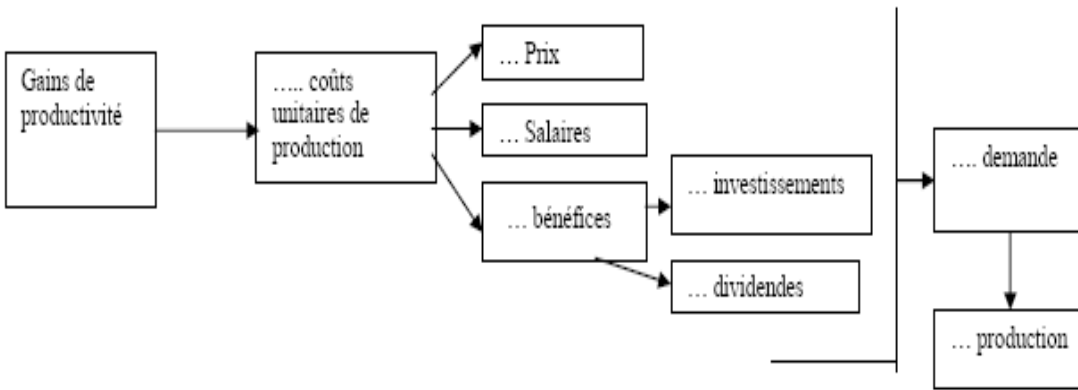 Gains de
productivité
….. coûts
unitaires de
production
… Prix
… Salaires
… bénéfices
… investissements
… dividendes
…. demande
… production